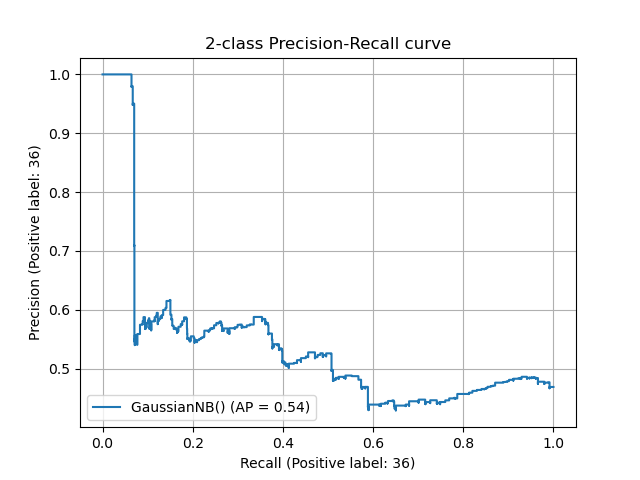 2-class Precision-Recall curve
1.0
0.9
0.8
0.7
0.6
0.5
Precision (Positive label: 36)
GaussianNB() (AP = 0.54)
0.0 0.2 0.4 0.6 0.8 1.0
Recall (Positive label: 36)